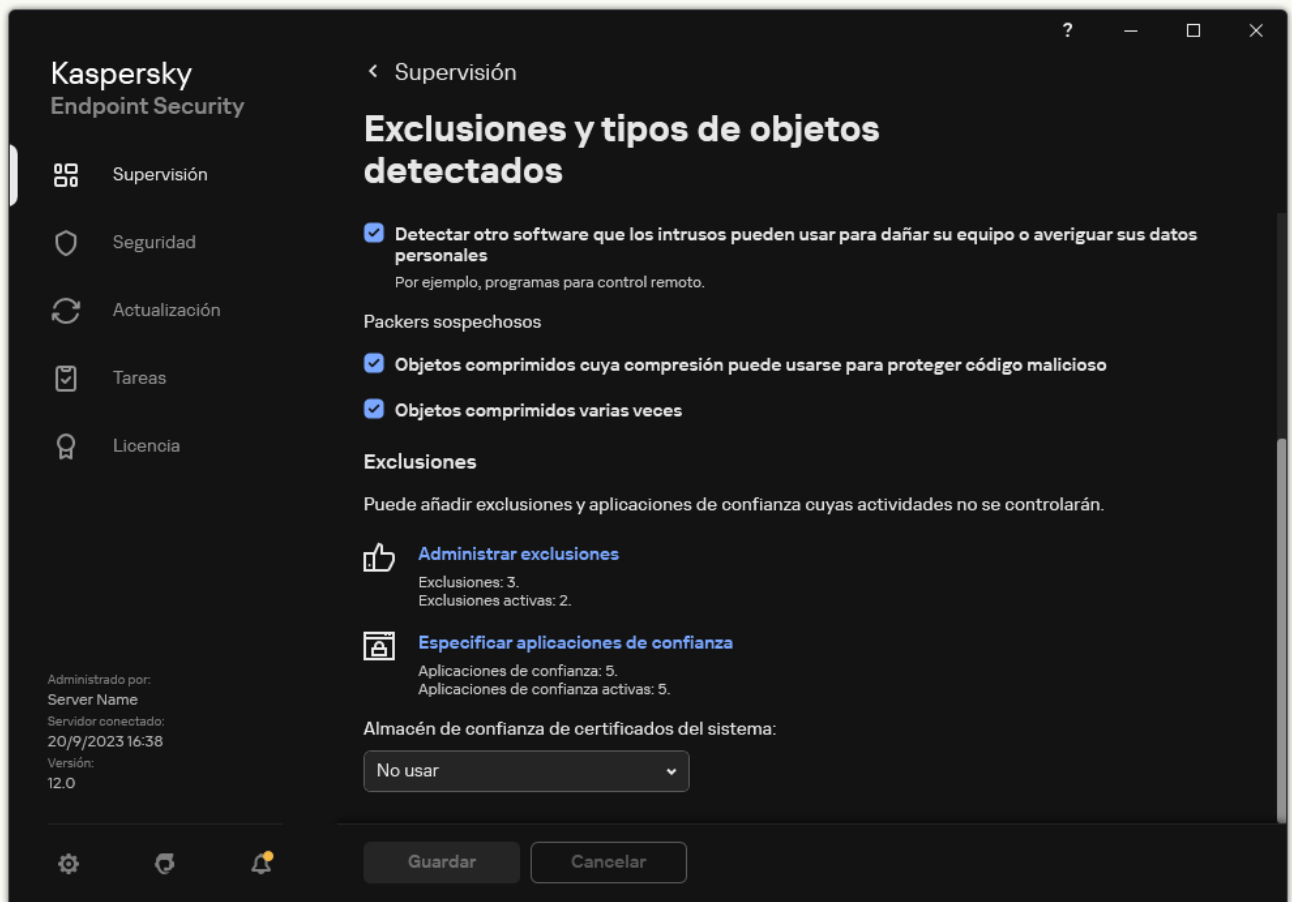 ?
Kaspersky
Endpoint Security
Supervisión
Seguridad
Actualización
Tareas
Licencia
Administrado por:
Server Name
Servidor conectado:
20/9/2023 16:38
Versión:
12.0
Supervisión
Exclusiones y tipos de objetos
detectados
Detectar otro software que los intrusos pueden usar para dañar su equipo o averiguar sus datos
personales
Por ejemplo, programas para control remoto.
Packers sospechosos
Objetos comprimidos cuya compresión puede usarse para proteger código malicioso
Objetos comprimidos varias veces
Exclusiones
Puede añadir exclusiones y aplicaciones de confianza cuyas actividades no se controlarán.
Administrar exclusiones
Exclusiones: 3.
Exclusiones activas: 2.
Especificar aplicaciones de confianza
Aplicaciones de confianza: 5.
Aplicaciones de confianza activas: 5.
Almacén de confianza de certificados del sistema:
No usar
Guardar
Cancelar